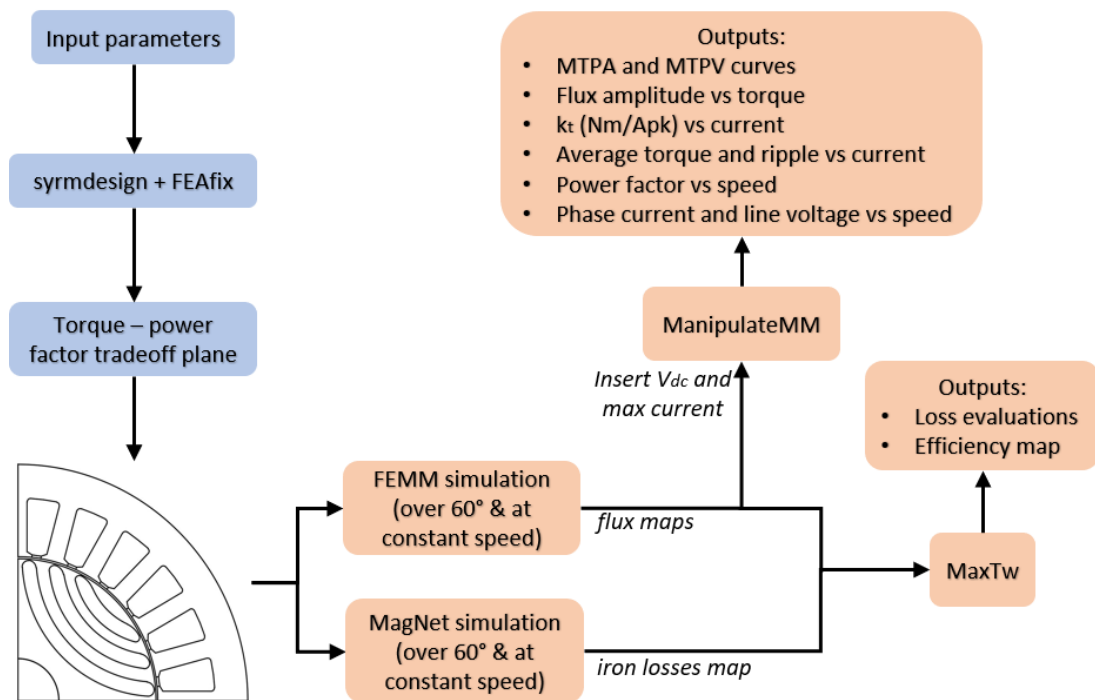 Input parameters
syrmdesign + FEAfix
Torque – power
factor tradeoff plane
Outputs:
• MTPA and MTPV curves
• Flux amplitude vs torque
• kt (Nm/Apk) vs current
• Average torque and ripple vs current
• Power factor vs speed
• Phase current and line voltage vs speed
ManipulateMM
Insert Vdc and
max current
Outputs:
• Loss evaluations
• Efficiency map
FEMM simulation
(over 60° & at
constant speed)
flux maps
MaxTw
MagNet simulation
(over 60° & at
constant speed)
iron losses map